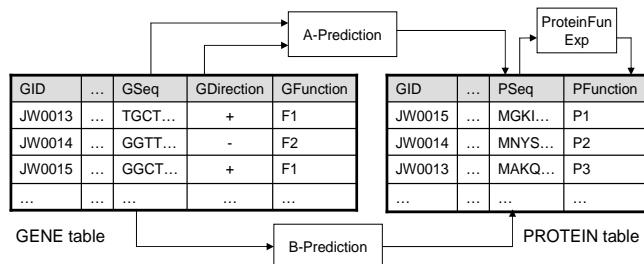 A-Prediction
ProteinFun
Exp
GID … GSeq GDirection GFunction
JW0013 … TGCT… + F1
JW0014 … GGTT… - F2
JW0015 … GGCT… + F1
… … … … …
GID … PSeq PFunction
JW0015 … MGKI… P1
JW0014 … MNYS… P2
JW0013 … MAKQ… P3
… … … …
GENE table
B-Prediction
PROTEIN table